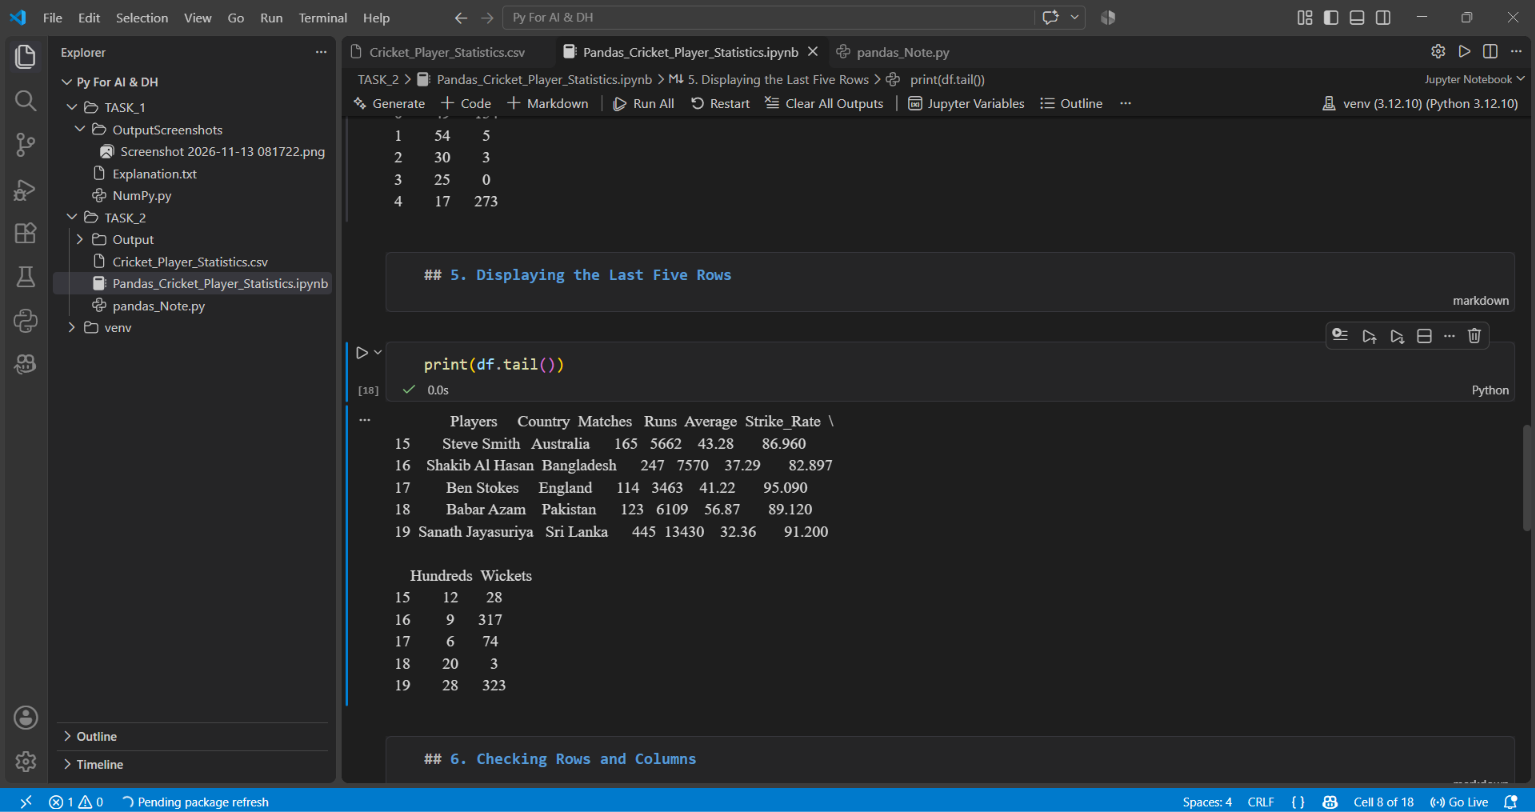 File Edit Selection View Go Run Terminal Help
Py For AI & DH
Explorer
Py For AI & DH
TASK_1
OutputScreenshots
Screenshot 2026-11-13 081722.png
Explanation.txt
NumPy.py
TASK_2
Output
Cricket_Player_Statistics.csv
Pandas_Cricket_Player_Statistics.ipynb
pandas_Note.py
venv
Outline
Timeline
Cricket_Player_Statistics.csv Pandas_Cricket_Player_Statistics.ipynb pandas_Note.py
TASK_2 > Pandas_Cricket_Player_Statistics.ipynb > M↓ 5. Displaying the Last Five Rows > print(df.tail())
Jupyter Notebook
Generate + Code + Markdown Run All Restart Clear All Outputs Jupyter Variables Outline ...
venv (3.12.10) (Python 3.12.10)
1 54 5
2 30 3
3 25 0
4 17 273
## 5. Displaying the Last Five Rows
markdown
print(df.tail())
[18] 0.0s
Python
Players Country Matches Runs Average Strike_Rate \
15 Steve Smith Australia 165 5662 43.28 86.960
16 Shakib Al Hasan Bangladesh 247 7570 37.29 82.897
17 Ben Stokes England 114 3463 41.22 95.090
18 Babar Azam Pakistan 123 6109 56.87 89.120
19 Sanath Jayasuriya Sri Lanka 445 13430 32.36 91.200
Hundreds Wickets
15 12 28
16 9 317
17 6 74
18 20 3
19 28 323
## 6. Checking Rows and Columns
1 0 Pending package refresh
Spaces: 4 CRLF { } Cell 8 of 18 Go Live